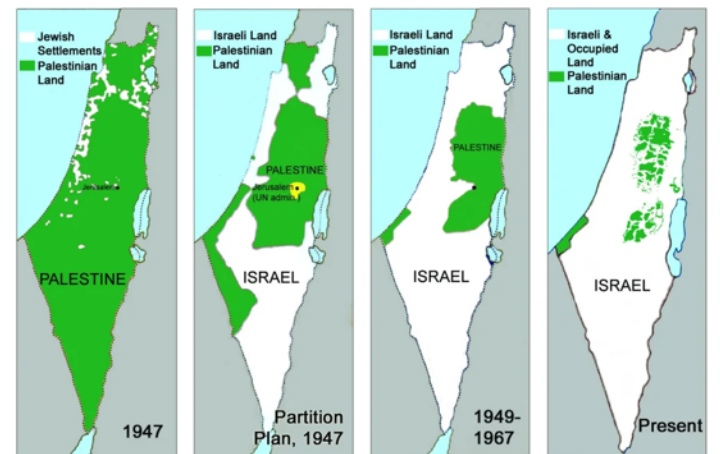 Jewish
Settlements
Palestinian
Land
Jerusalem
PALESTINE
1947
Israeli Land
Palestinian
Land
PALESTINE
Jerusalem
(UN admin)
ISRAEL
Partition
Plan, 1947
Israeli Land
Palestinian
Land
PALESTINE
ISRAEL
1949-
1967
Israeli &
Occupied
Land
Palestinian
Land
ISRAEL
Present